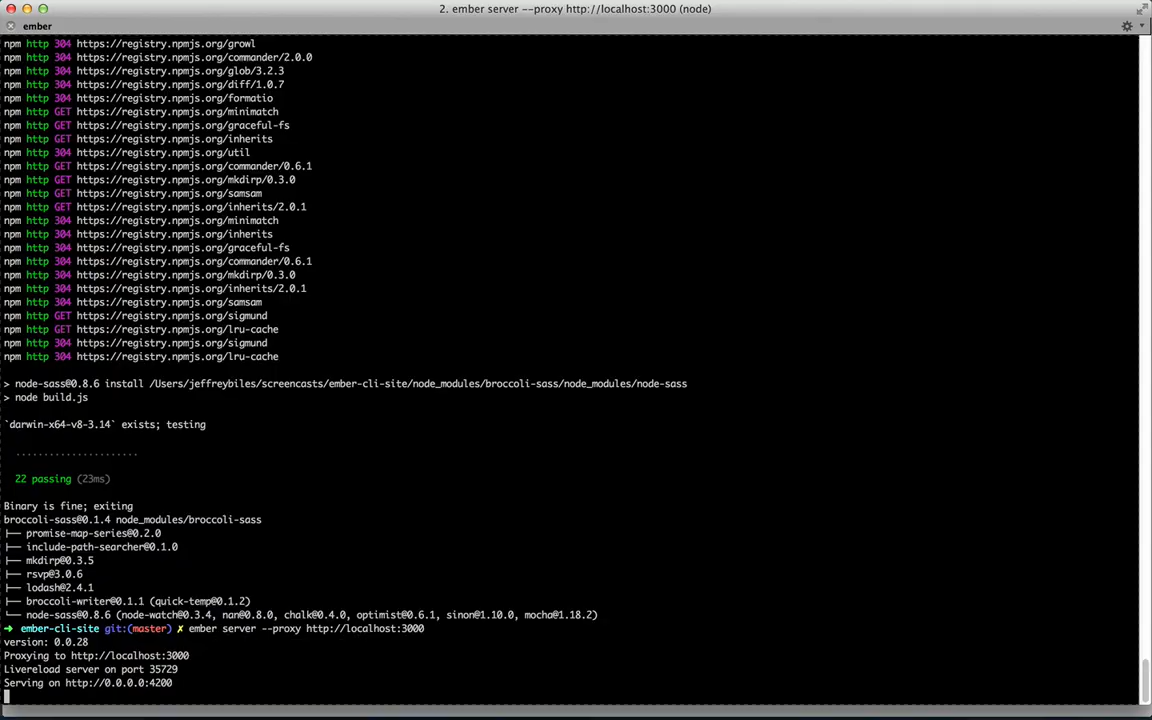 2. ember server --proxy http://localhost:3000 (node)
ember
npm http 304 https://registry.npmjs.org/growl
npm http 304 https://registry.npmjs.org/commander/2.0.0
npm http 304 https://registry.npmjs.org/glob/3.2.3
npm http 304 https://registry.npmjs.org/diff/1.0.7
npm http 304 https://registry.npmjs.org/formatio
npm http GET https://registry.npmjs.org/minimatch
npm http GET https://registry.npmjs.org/graceful-fs
npm http GET https://registry.npmjs.org/inherits
npm http 304 https://registry.npmjs.org/util
npm http GET https://registry.npmjs.org/commander/0.6.1
npm http GET https://registry.npmjs.org/mkdirp/0.3.0
npm http GET https://registry.npmjs.org/samsam
npm http GET https://registry.npmjs.org/inherits/2.0.1
npm http 304 https://registry.npmjs.org/minimatch
npm http 304 https://registry.npmjs.org/inherits
npm http 304 https://registry.npmjs.org/graceful-fs
npm http 304 https://registry.npmjs.org/commander/0.6.1
npm http 304 https://registry.npmjs.org/mkdirp/0.3.0
npm http 304 https://registry.npmjs.org/inherits/2.0.1
npm http 304 https://registry.npmjs.org/samsam
npm http GET https://registry.npmjs.org/sigmund
npm http GET https://registry.npmjs.org/lru-cache
npm http 304 https://registry.npmjs.org/sigmund
npm http 304 https://registry.npmjs.org/lru-cache
> node-sass@0.8.6 install /Users/jeffreybiles/screencasts/ember-cli-site/node_modules/broccoli-sass/node_modules/node-sass
> node build.js
`darwin-x64-v8-3.14` exists; testing
......................
22 passing (23ms)
Binary is fine; exiting
broccoli-sass@0.1.4 node_modules/broccoli-sass
├── promise-map-series@0.2.0
├── include-path-searcher@0.1.0
├── mkdirp@0.3.5
├── rsvp@3.0.6
├── lodash@2.4.1
├── broccoli-writer@0.1.1 (quick-temp@0.1.2)
└── node-sass@0.8.6 (node-watch@0.3.4, nan@0.8.0, chalk@0.4.0, optimist@0.6.1, sinon@1.10.0, mocha@1.18.2)
➜ ember-cli-site git:(master) ✗ ember server --proxy http://localhost:3000
version: 0.0.28
Proxying to http://localhost:3000
Livereload server on port 35729
Serving on http://0.0.0.0:4200